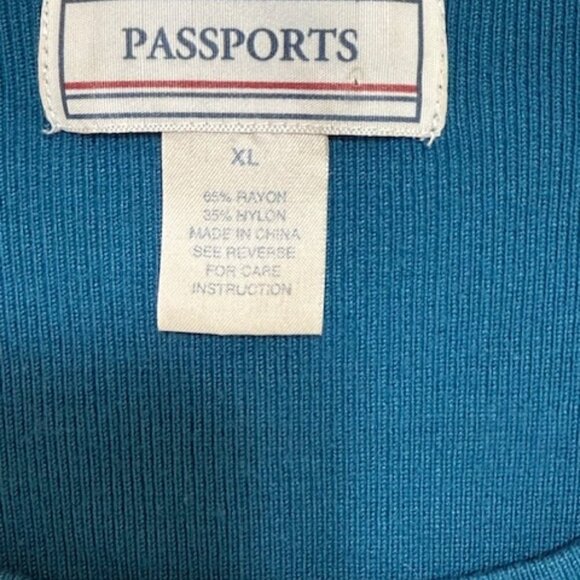 PASSPORTS
XL
65% RAYON
35% NYLON
MADE IN CHINA
SEE REVERSE
FOR CARE
INSTRUCTION